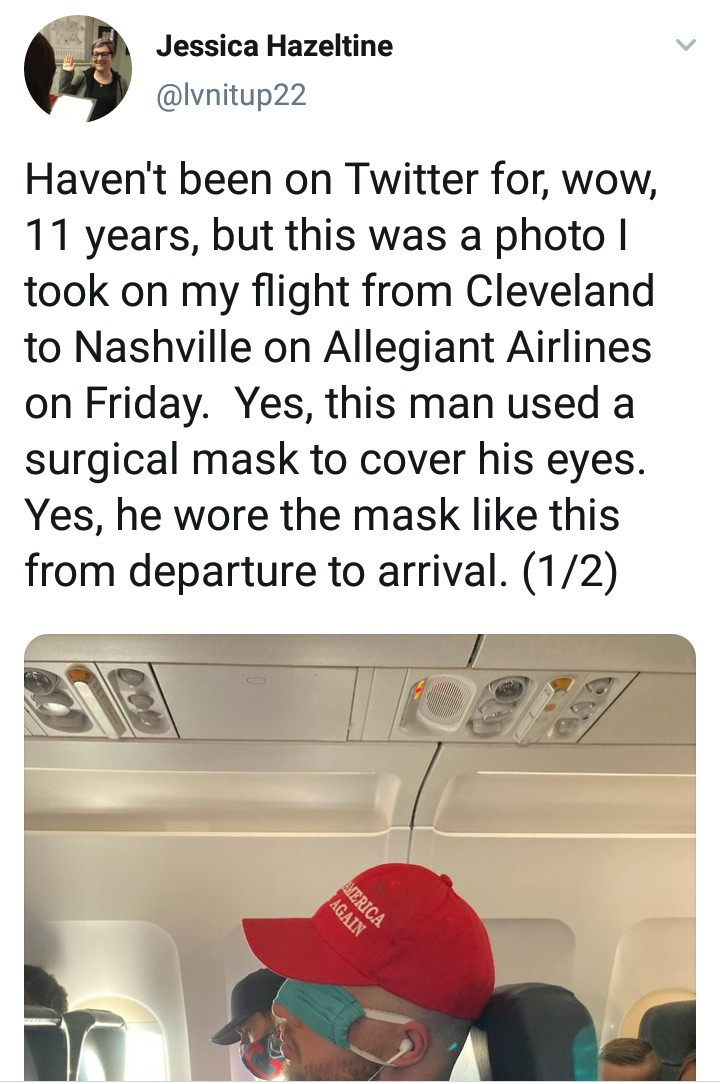 Jessica Hazeltine
@lvnitup22
Haven't been on Twitter for, wow,
11 years, but this was a photo I
took on my flight from Cleveland
to Nashville on Allegiant Airlines
on Friday.  Yes, this man used a
surgical mask to cover his eyes.
Yes, he wore the mask like this
from departure to arrival. (1/2)
AMERICA
AGAIN